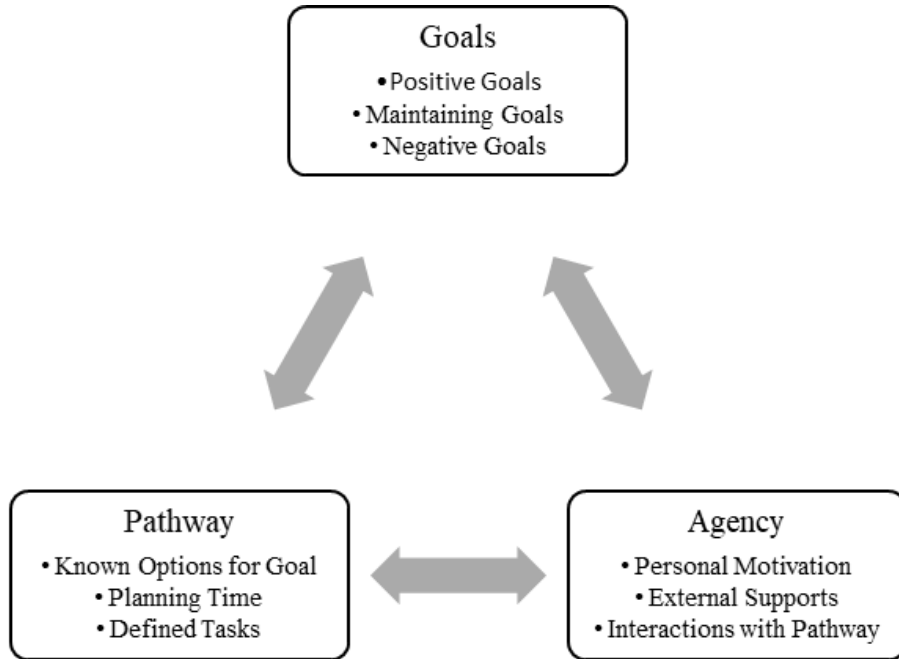 Goals
•Positive Goals
• Maintaining Goals
• Negative Goals
Pathway
• Known Options for Goal
• Planning Time
• Defined Tasks
Agency
• Personal Motivation
• External Supports
• Interactions with Pathway